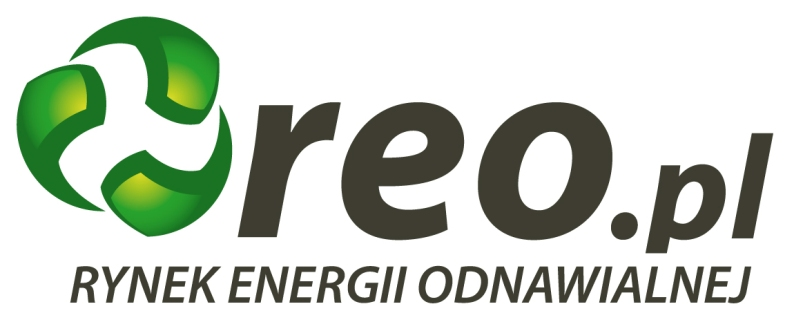 reo.pl
RYNEK ENERGII ODNAWIALNEJ